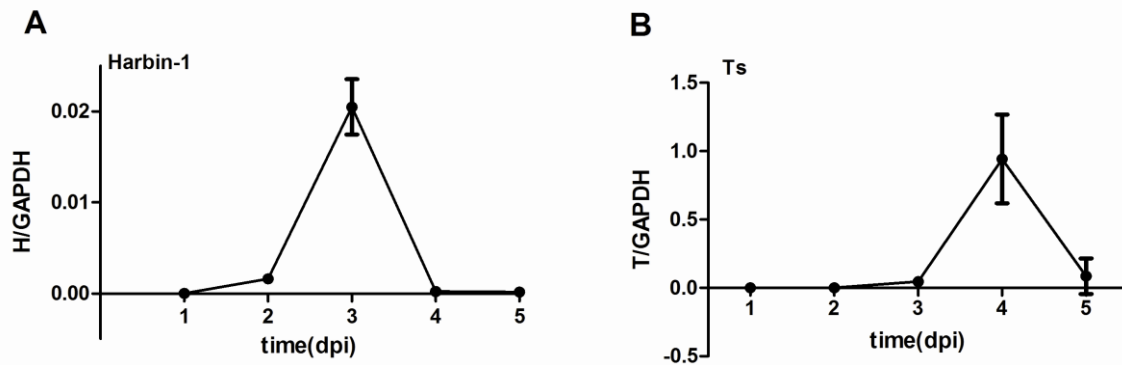 A
Harbin-1
H/GAPDH
0.02
0.01
0.00
1 2 3 4 5
time(dpi)
B
Ts
T/GAPDH
1.5
1.0
0.5
0.0
-0.5
1 2 3 4 5
time(dpi)